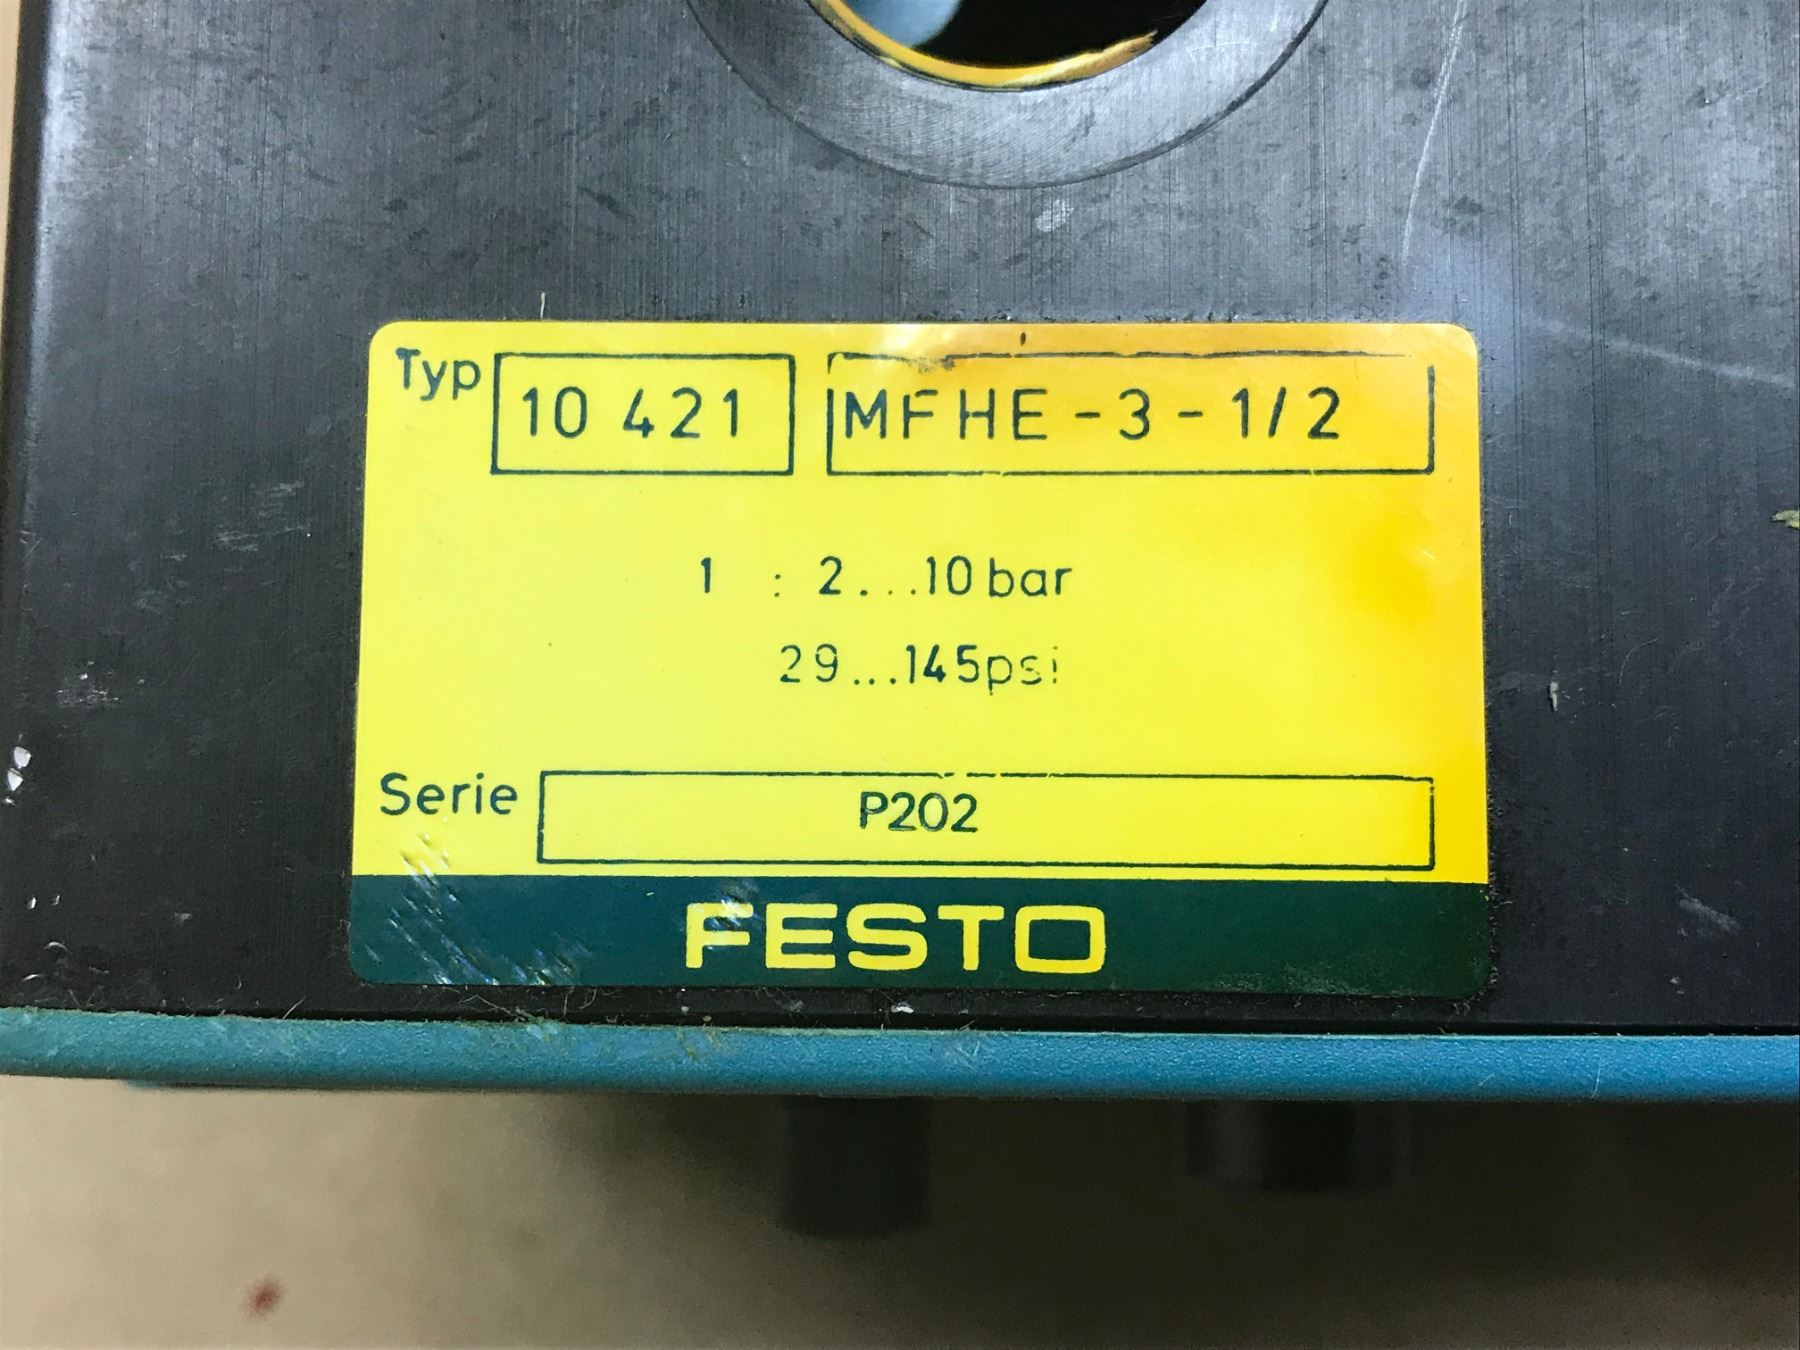 Typ 10 421 MFHE-3-1/2
1 : 2...10 bar
29...145psi
Serie P202
FESTO